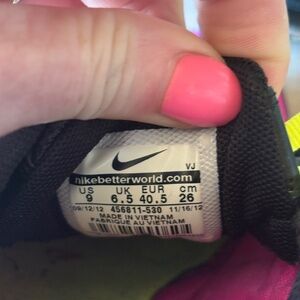 VJ
nikebetterworld.com
US UK EUR cm
9 6.5 40.5 26
09/12/12 456811-530 11/16/12
MADE IN VIETNAM
FABRIQUE AU VIETNAM